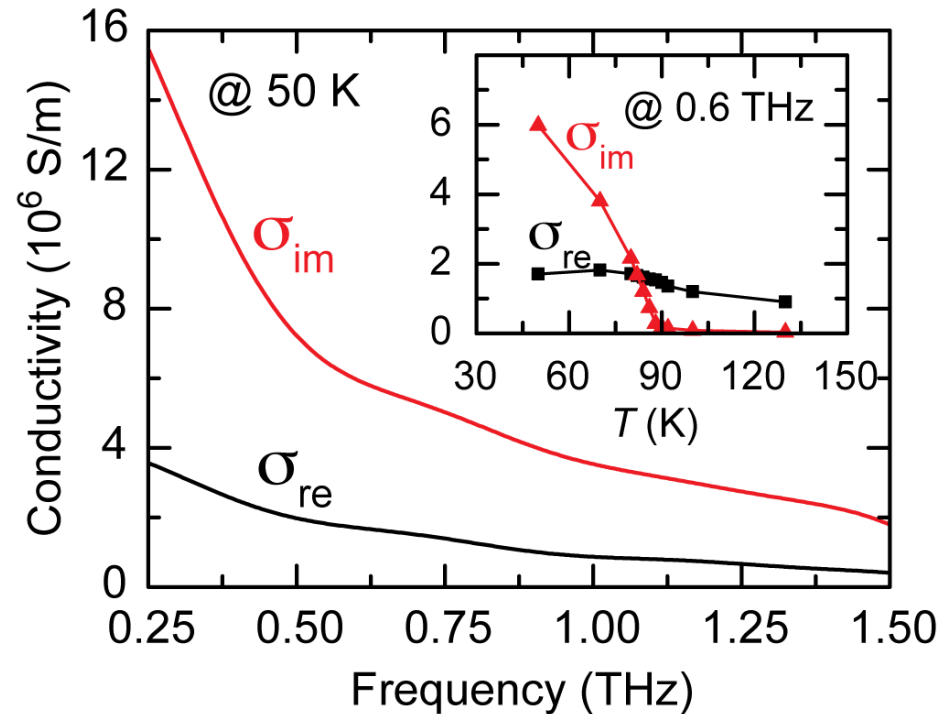 16
12
8
4
0
Conductivity (10⁶ S/m)
@ 50 K
σim
σre
0.25 0.50 0.75 1.00 1.25 1.50
Frequency (THz)
@ 0.6 THz
6
4
2
0
σim
σre
30 60 90 120 150
T (K)